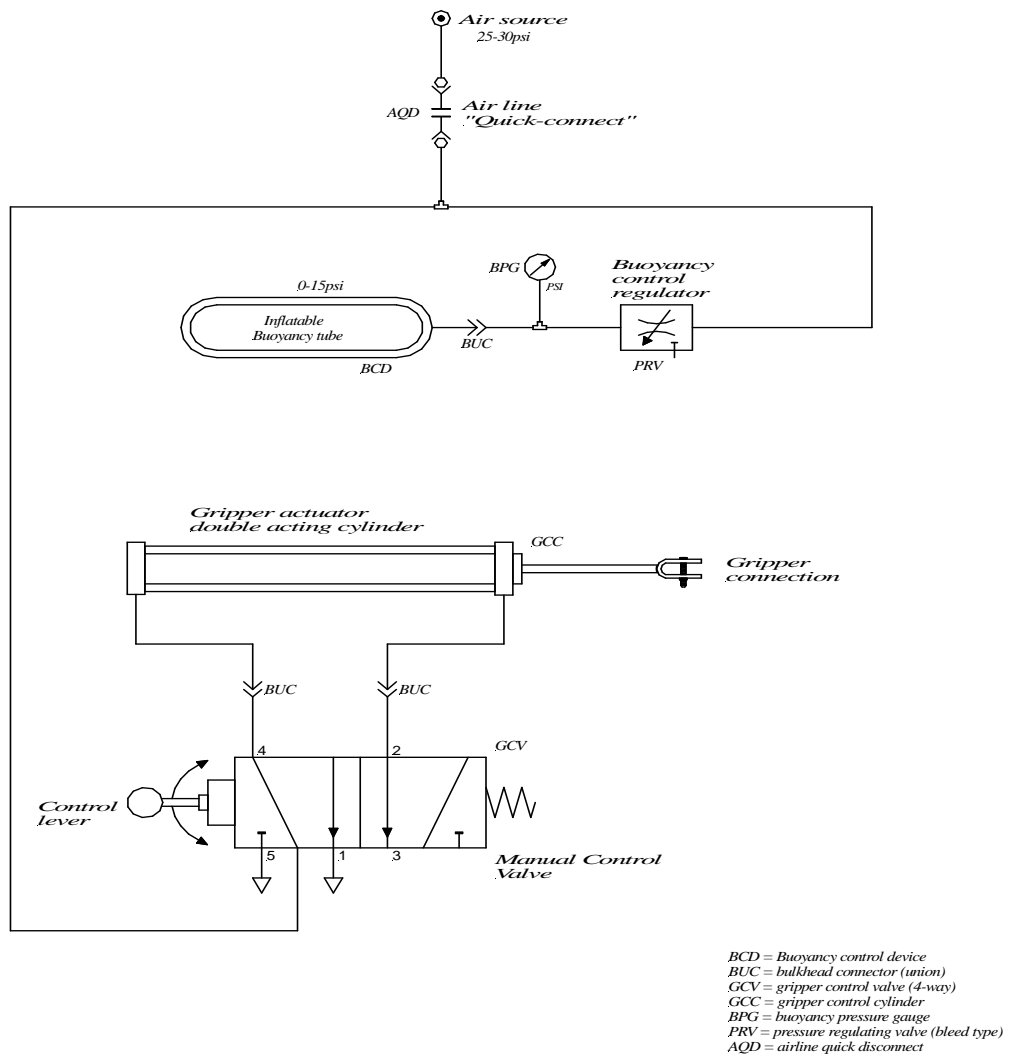 Air source
25-30psi
AQD
Air line
"Quick-connect"
BPG
PSI
Buoyancy
control
regulator
0-15psi
Inflatable
Buoyancy tube
BUC
BCD
PRV
Gripper actuator
double acting cylinder
GCC
Gripper
connection
BUC
BUC
4
2
GCV
Control
lever
5
1
3
Manual Control
Valve
BCD = Buoyancy control device
BUC = bulkhead connector (union)
GCV = gripper control valve (4-way)
GCC = gripper control cylinder
BPG = buoyancy pressure gauge
PRV = pressure regulating valve (bleed type)
AQD = airline quick disconnect